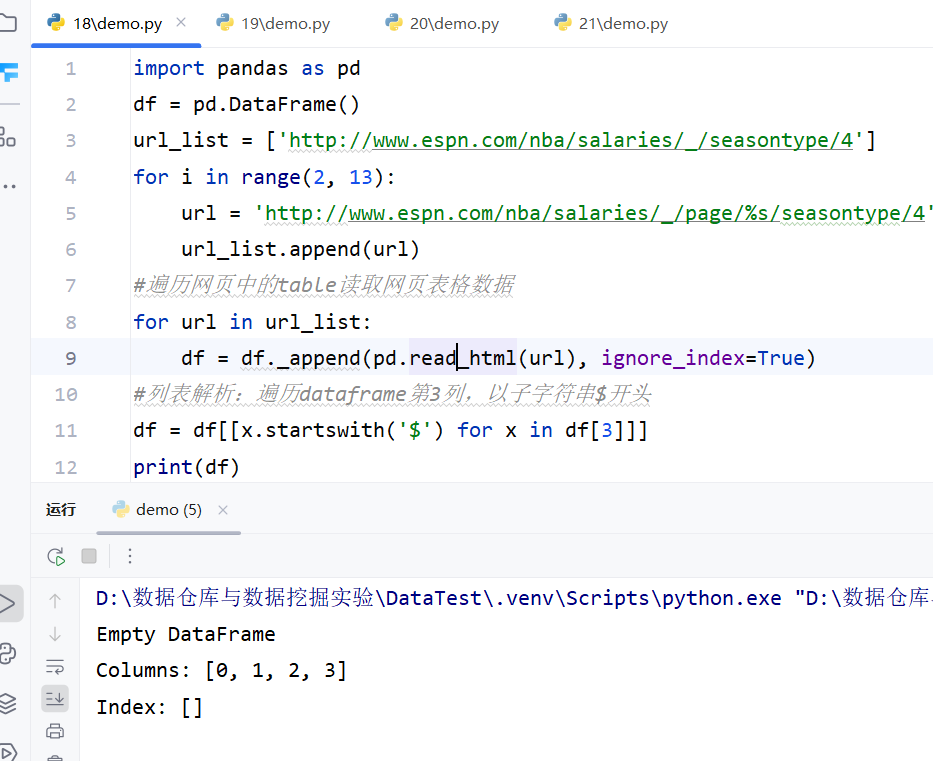 18\demo.py 19\demo.py 20\demo.py 21\demo.py
1 import pandas as pd
2 df = pd.DataFrame()
3 url_list = ['http://www.espn.com/nba/salaries/_/seasontype/4']
4 for i in range(2, 13):
5 url = 'http://www.espn.com/nba/salaries/_/page/%s/seasontype/4'
6 url_list.append(url)
7 #遍历网页中的table读取网页表格数据
8 for url in url_list:
9 df = df._append(pd.read_html(url), ignore_index=True)
10 #列表解析：遍历dataframe第3列，以子字符串$开头
11 df = df[[x.startswith('$') for x in df[3]]]
12 print(df)
运行 demo (5)
D:\数据仓库与数据挖掘实验\DataTest\.venv\Scripts\python.exe "D:\数据仓库
Empty DataFrame
Columns: [0, 1, 2, 3]
Index: []